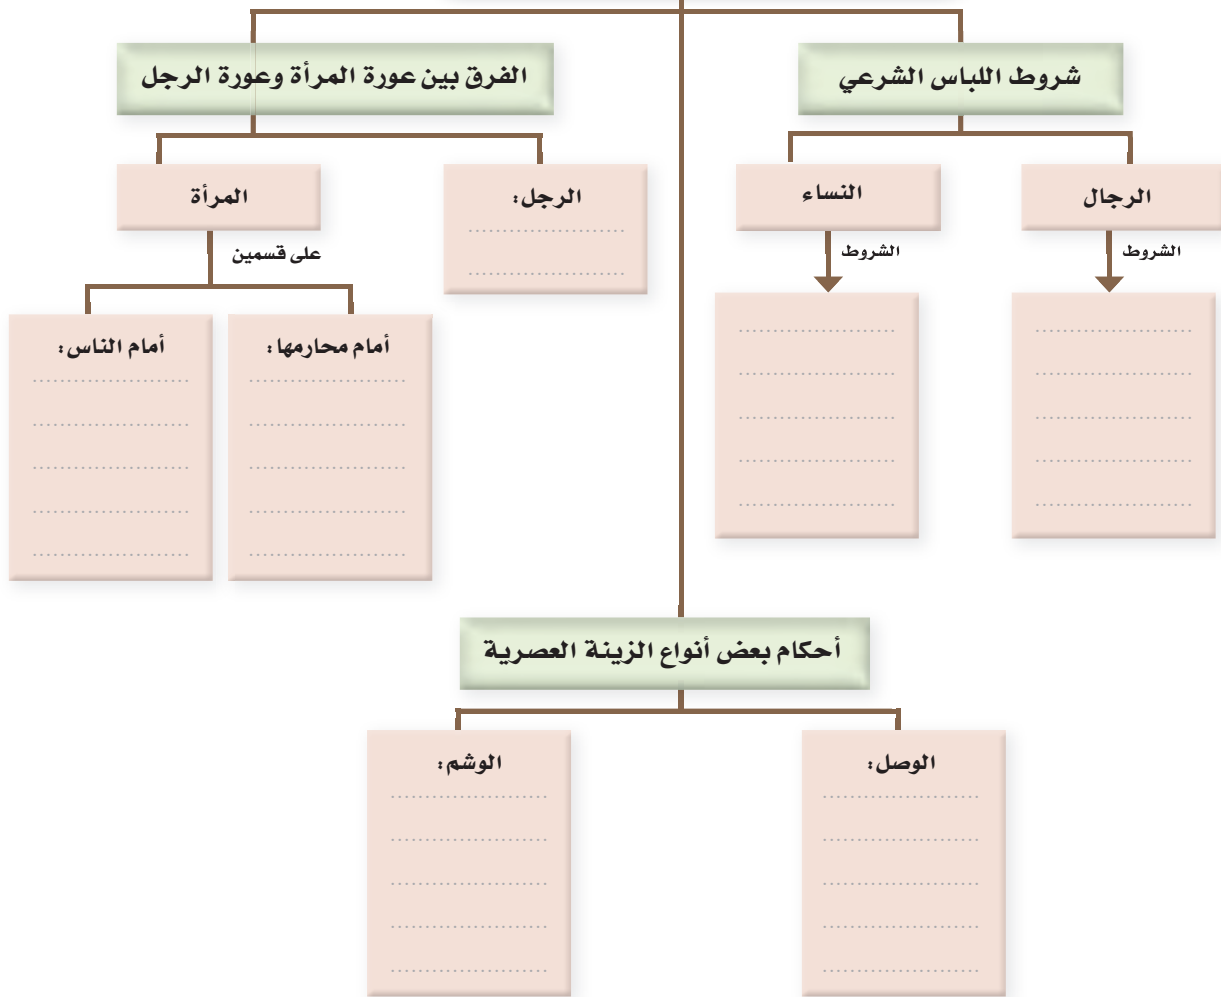 شروط اللباس الشرعي
الفرق بين عورة المرأة وعورة الرجل
الرجال
النساء
الرجل:
المرأة
الشروط
الشروط
على قسمين
أمام محارمها:
أمام الناس:
أحكام بعض أنواع الزينة العصرية
الوصل:
الوشم: